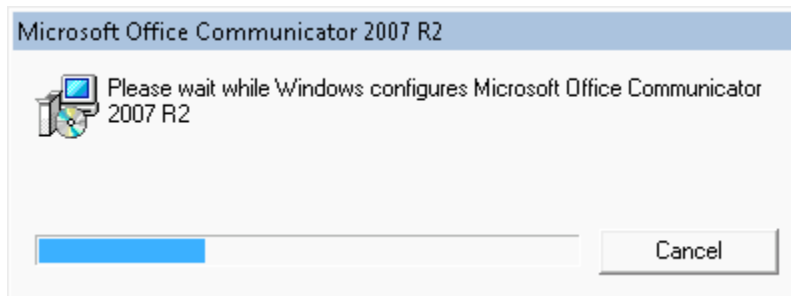 Microsoft Office Communicator 2007 R2
Please wait while Windows configures Microsoft Office Communicator
2007 R2
Cancel